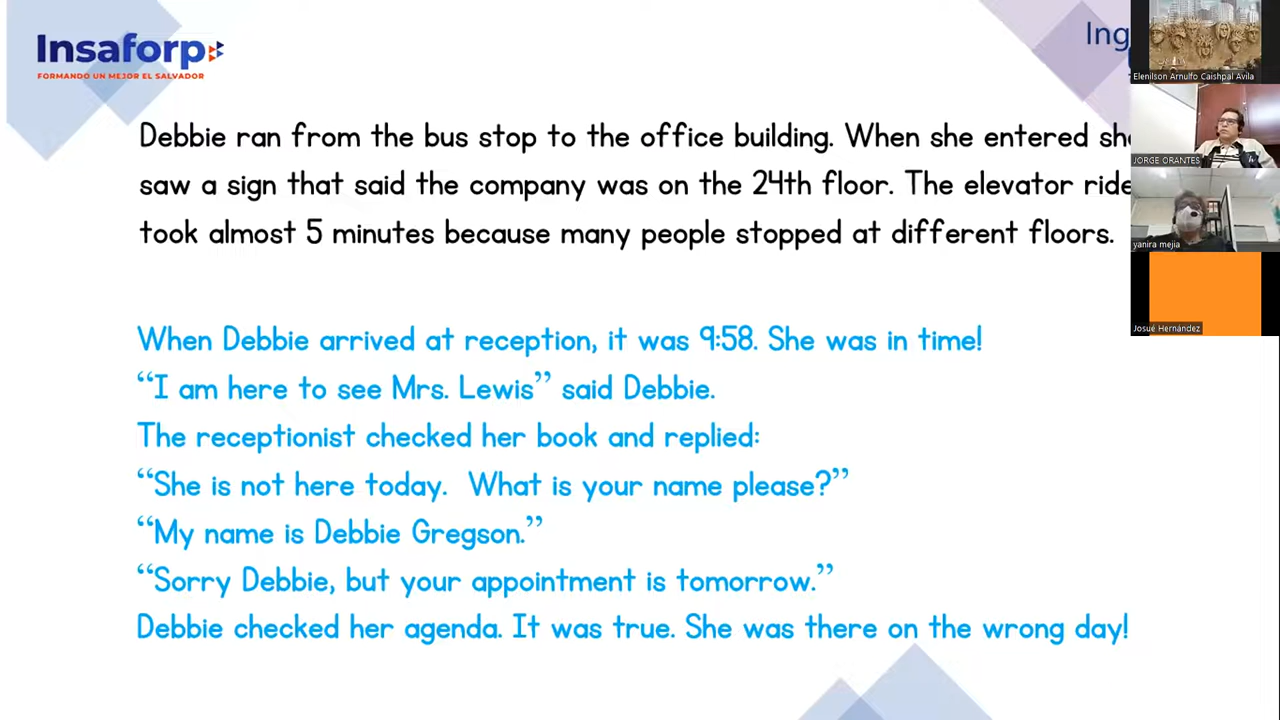 Insaforp
FORMANDO UN MEJOR EL SALVADOR
Ing
Elenilson Arnulfo Caishpal Avila
JORGE ORANTES
yanira mejia
Josué Hernández
Debbie ran from the bus stop to the office building. When she entered she
saw a sign that said the company was on the 24th floor. The elevator ride
took almost 5 minutes because many people stopped at different floors.
When Debbie arrived at reception, it was 9:58. She was in time!
“I am here to see Mrs. Lewis” said Debbie.
The receptionist checked her book and replied:
“She is not here today.  What is your name please?”
“My name is Debbie Gregson.”
“Sorry Debbie, but your appointment is tomorrow.”
Debbie checked her agenda. It was true. She was there on the wrong day!